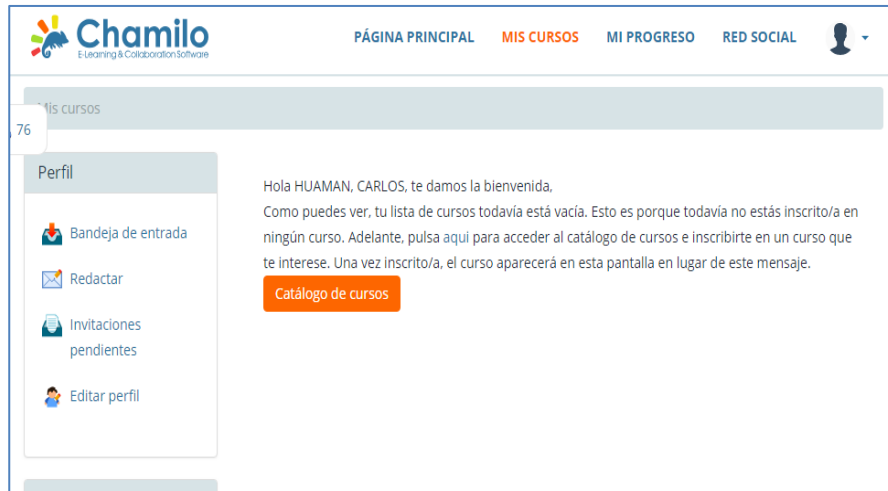 Chamilo
E-Learning & Collaboration Software
PÁGINA PRINCIPAL MIS CURSOS MI PROGRESO RED SOCIAL
Mis cursos
76
Perfil
Bandeja de entrada
Redactar
Invitaciones
pendientes
Editar perfil
Hola HUAMAN, CARLOS, te damos la bienvenida,
Como puedes ver, tu lista de cursos todavía está vacía. Esto es porque todavía no estás inscrito/a en
ningún curso. Adelante, pulsa aqui para acceder al catálogo de cursos e inscribirte en un curso que
te interese. Una vez inscrito/a, el curso aparecerá en esta pantalla en lugar de este mensaje.
Catálogo de cursos